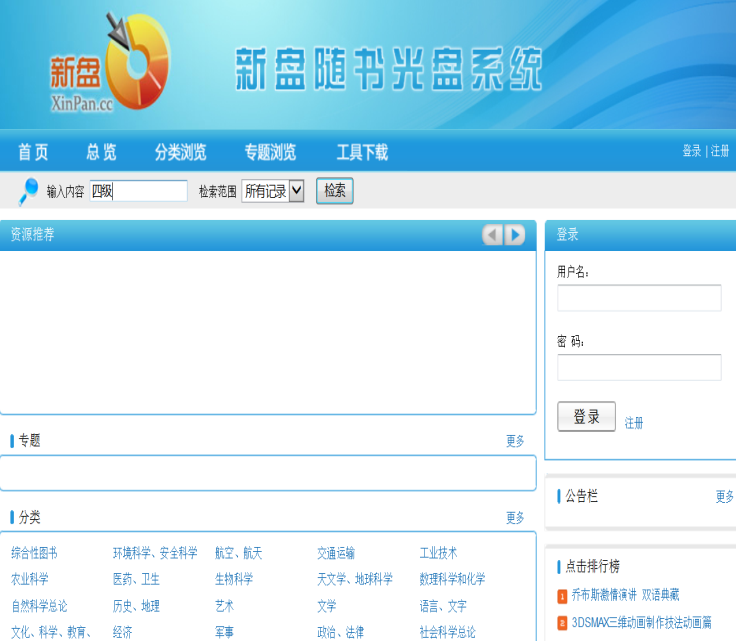 新盘
XinPan.cc
新盘随书光盘系统
首 页 总 览 分类浏览 专题浏览 工具下载 登录 | 注册
输入内容 四级 检索范围 所有记录 检索
资源推荐
登录
用户名:
密 码:
登 录 注册
专题 更多
公告栏 更多
分类 更多
综合性图书 环境科学、安全科学 航空、航天 交通运输 工业技术
农业科学 医药、卫生 生物科学 天文学、地球科学 数理科学和化学
自然科学总论 历史、地理 艺术 文学 语言、文字
文化、科学、教育、 经济 军事 政治、法律 社会科学总论
点击排行榜
1 乔布斯激情演讲 双语典藏
2 3DSMAX三维动画制作技法动画篇